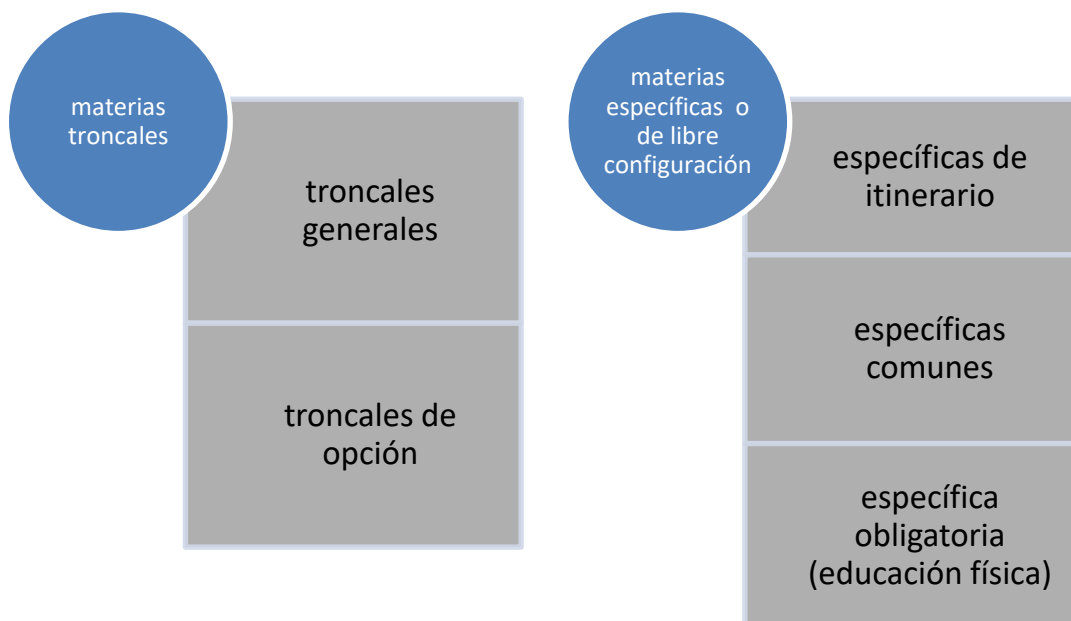 materias
troncales
troncales
generales
troncales de
opción
materias
específicas o
de libre
configuración
específicas de
itinerario
específicas
comunes
específica
obligatoria
(educación física)